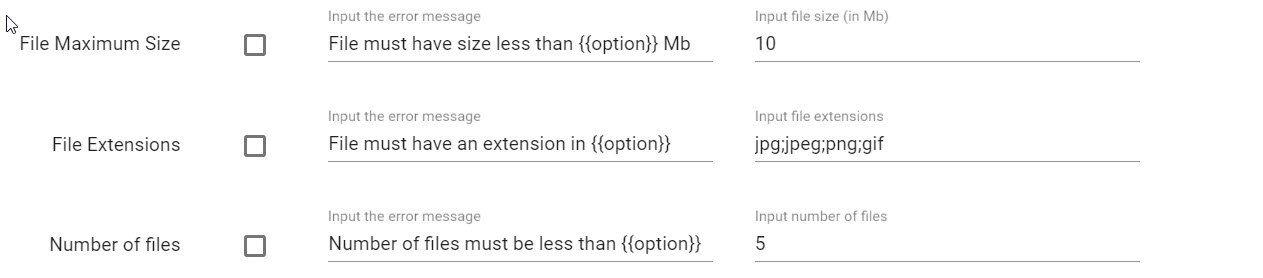 Input the error message Input file size (in Mb)
File Maximum Size File must have size less than {{option}} Mb 10
Input the error message Input file extensions
File Extensions File must have an extension in {{option}} jpg;jpeg;png;gif
Input the error message Input number of files
Number of files Number of files must be less than {{option}} 5